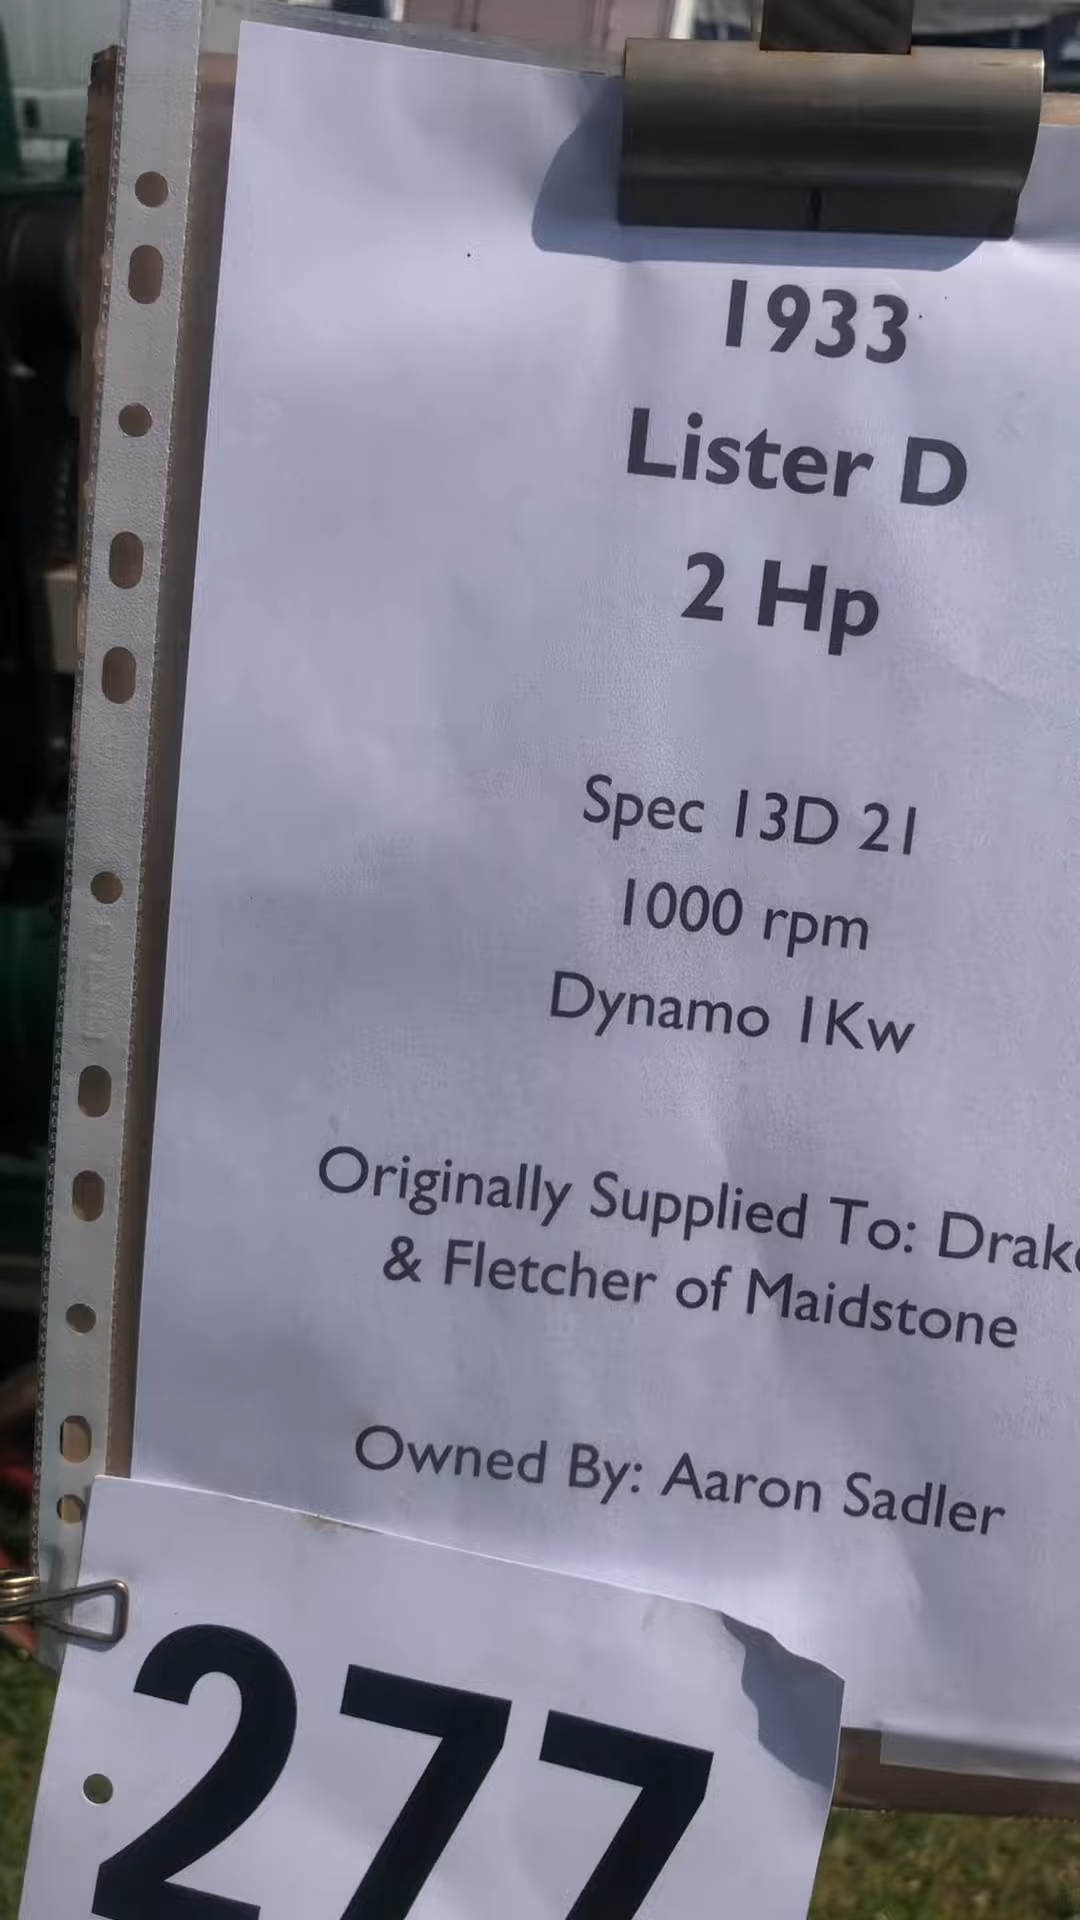 1933
Lister D
2 Hp
Spec 13D 21
1000 rpm
Dynamo 1Kw
Originally Supplied To: Drake
& Fletcher of Maidstone
Owned By: Aaron Sadler
277